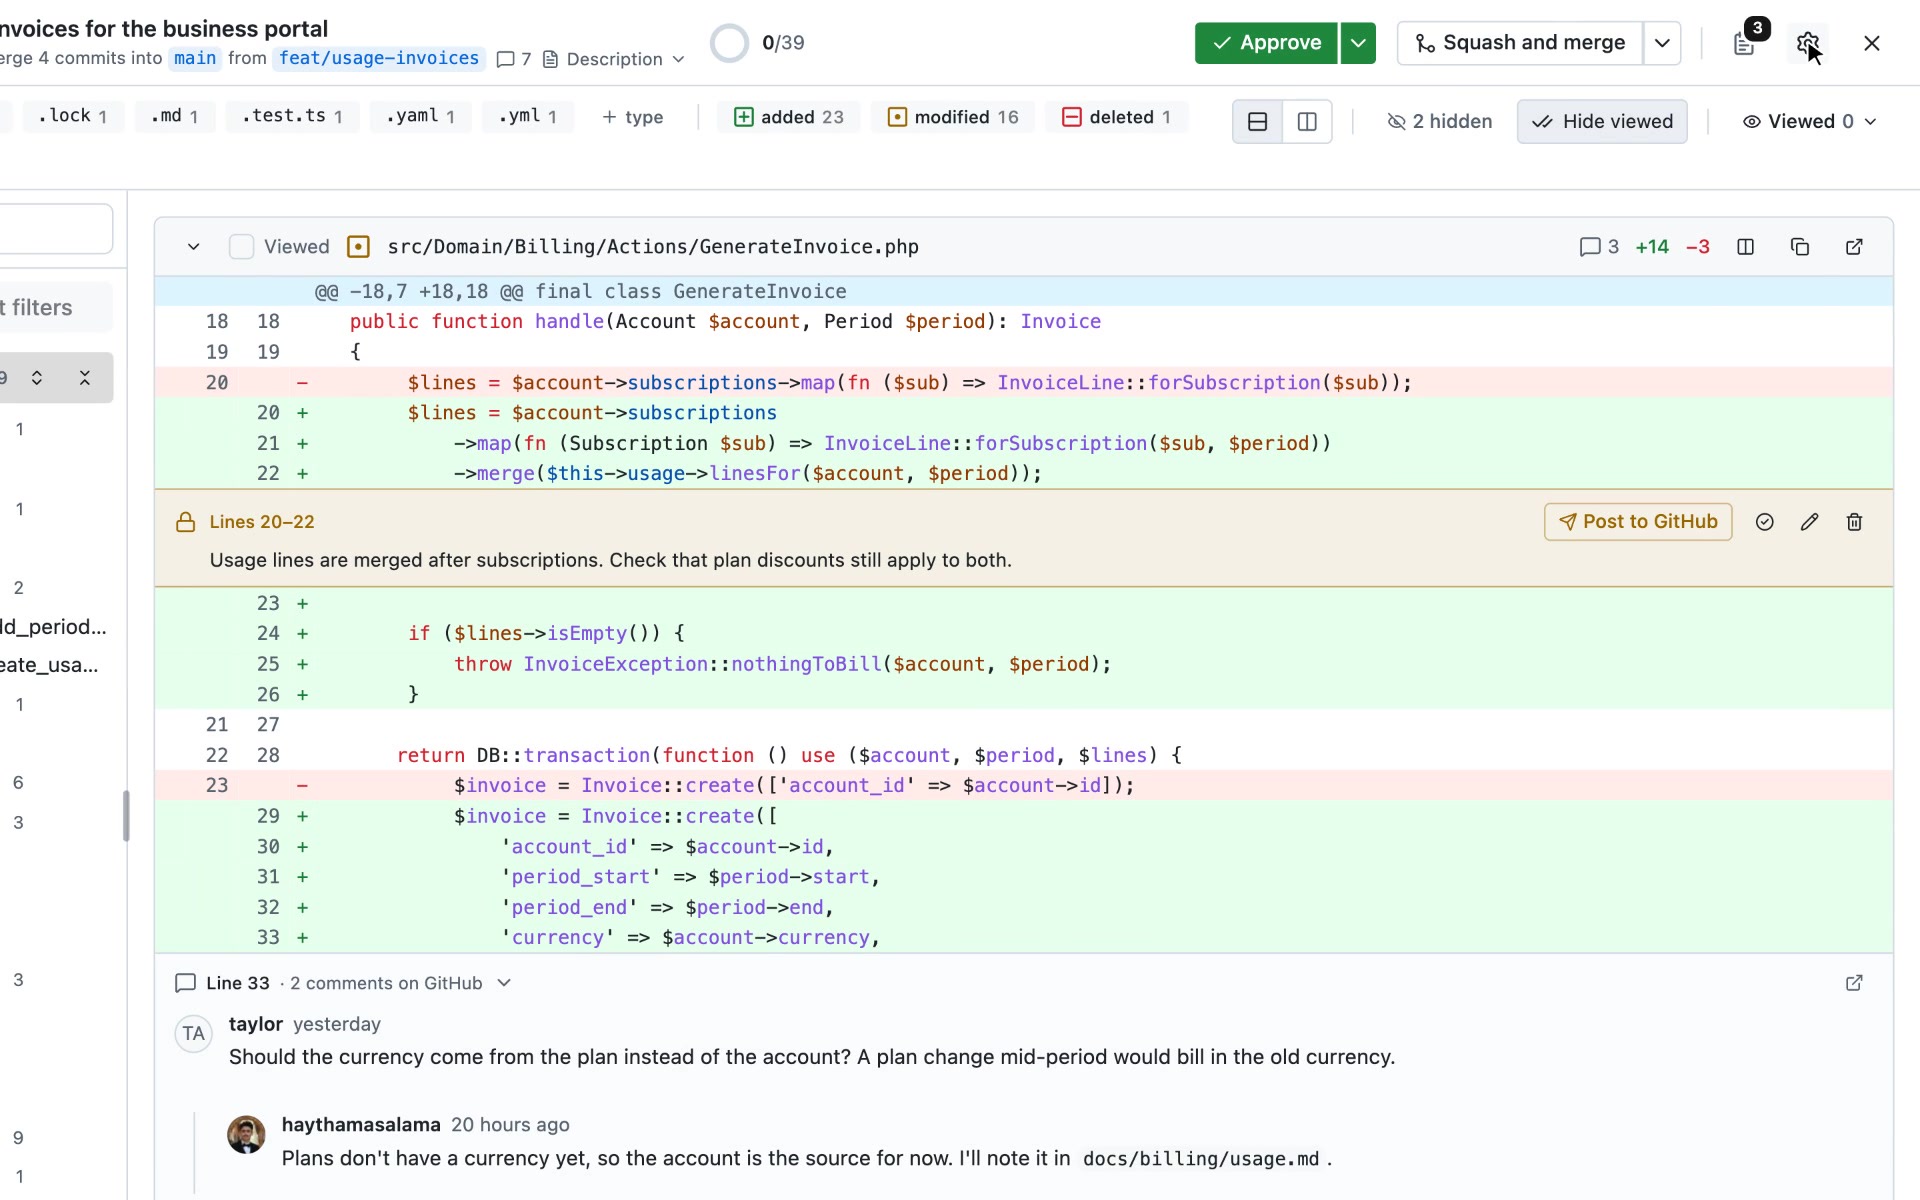 nvoices for the business portal
erge 4 commits into main from feat/usage-invoices 7 Description
0/39
Approve
Squash and merge
3
.lock 1 .md 1 .test.ts 1 .yaml 1 .yml 1 + type added 23 modified 16 deleted 1
2 hidden Hide viewed Viewed 0
t filters
9
1
1
2
dd_period...
eate_usa...
1
6
3
3
9
1
Viewed src/Domain/Billing/Actions/GenerateInvoice.php 3 +14 −3
@@ −18,7 +18,18 @@ final class GenerateInvoice
18 18 public function handle(Account $account, Period $period): Invoice
19 19 {
20 − $lines = $account->subscriptions->map(fn ($sub) => InvoiceLine::forSubscription($sub));
20 + $lines = $account->subscriptions
21 + ->map(fn (Subscription $sub) => InvoiceLine::forSubscription($sub, $period))
22 + ->merge($this->usage->linesFor($account, $period));
Lines 20–22 Post to GitHub
Usage lines are merged after subscriptions. Check that plan discounts still apply to both.
23 +
24 + if ($lines->isEmpty()) {
25 + throw InvoiceException::nothingToBill($account, $period);
26 + }
21 27
22 28 return DB::transaction(function () use ($account, $period, $lines) {
23 − $invoice = Invoice::create(['account_id' => $account->id]);
29 + $invoice = Invoice::create([
30 + 'account_id' => $account->id,
31 + 'period_start' => $period->start,
32 + 'period_end' => $period->end,
33 + 'currency' => $account->currency,
Line 33 · 2 comments on GitHub
TA
taylor yesterday
Should the currency come from the plan instead of the account? A plan change mid-period would bill in the old currency.
haythamasalama 20 hours ago
Plans don't have a currency yet, so the account is the source for now. I'll note it in docs/billing/usage.md .